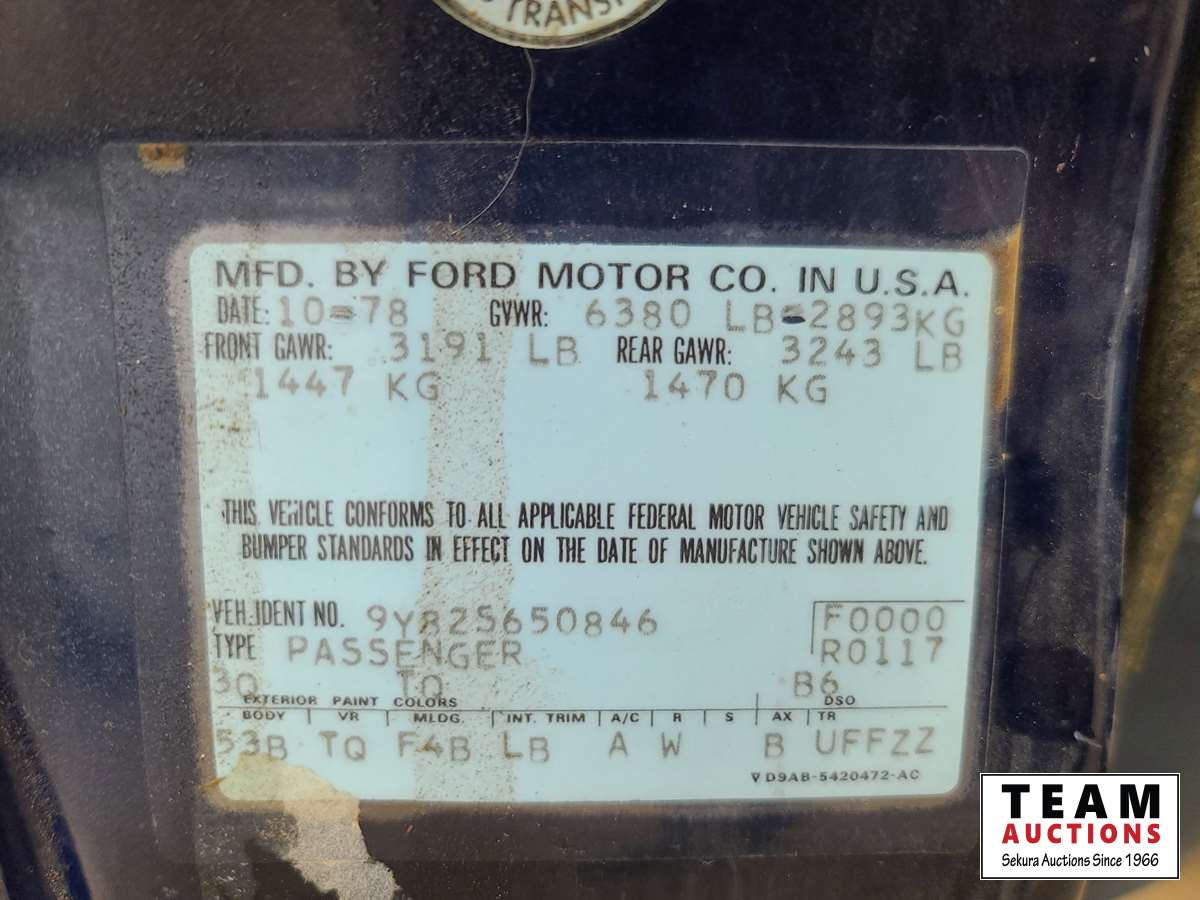 TRANSP
MFD. BY FORD MOTOR CO. IN U.S.A.
DATE: 10-78 GVWR: 6380 LB-2893KG
FRONT GAWR: 3191 LB REAR GAWR: 3243 LB
1447 KG 1470 KG
THIS VEHICLE CONFORMS TO ALL APPLICABLE FEDERAL MOTOR VEHICLE SAFETY AND
BUMPER STANDARDS IN EFFECT ON THE DATE OF MANUFACTURE SHOWN ABOVE.
VEH. IDENT NO. 9Y82S650846 F0000
TYPE PASSENGER R0117
3Q TQ B6
EXTERIOR PAINT COLORS DSO
BODY VR MLDG. INT. TRIM A/C R S AX TR
53B TQ F4B LB A W B UFFZZ
D9AB-5420472-AC
TEAM
AUCTIONS
Sekura Auctions Since 1966